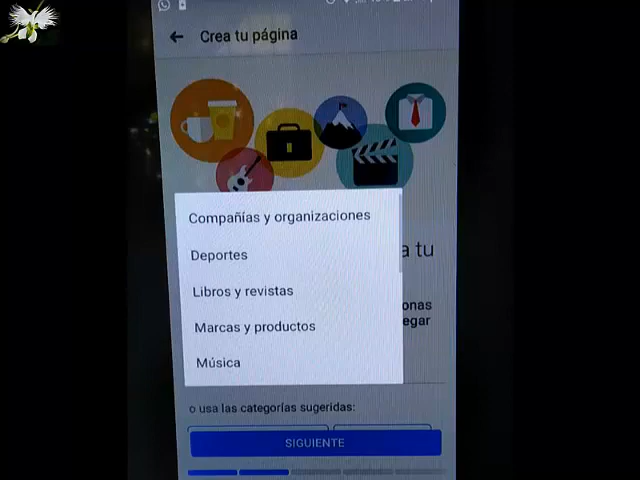 Crea tu página
Compañías y organizaciones
Deportes
a tu
Libros y revistas
onas
egar
Marcas y productos
Música
o usa las categorías sugeridas:
SIGUIENTE